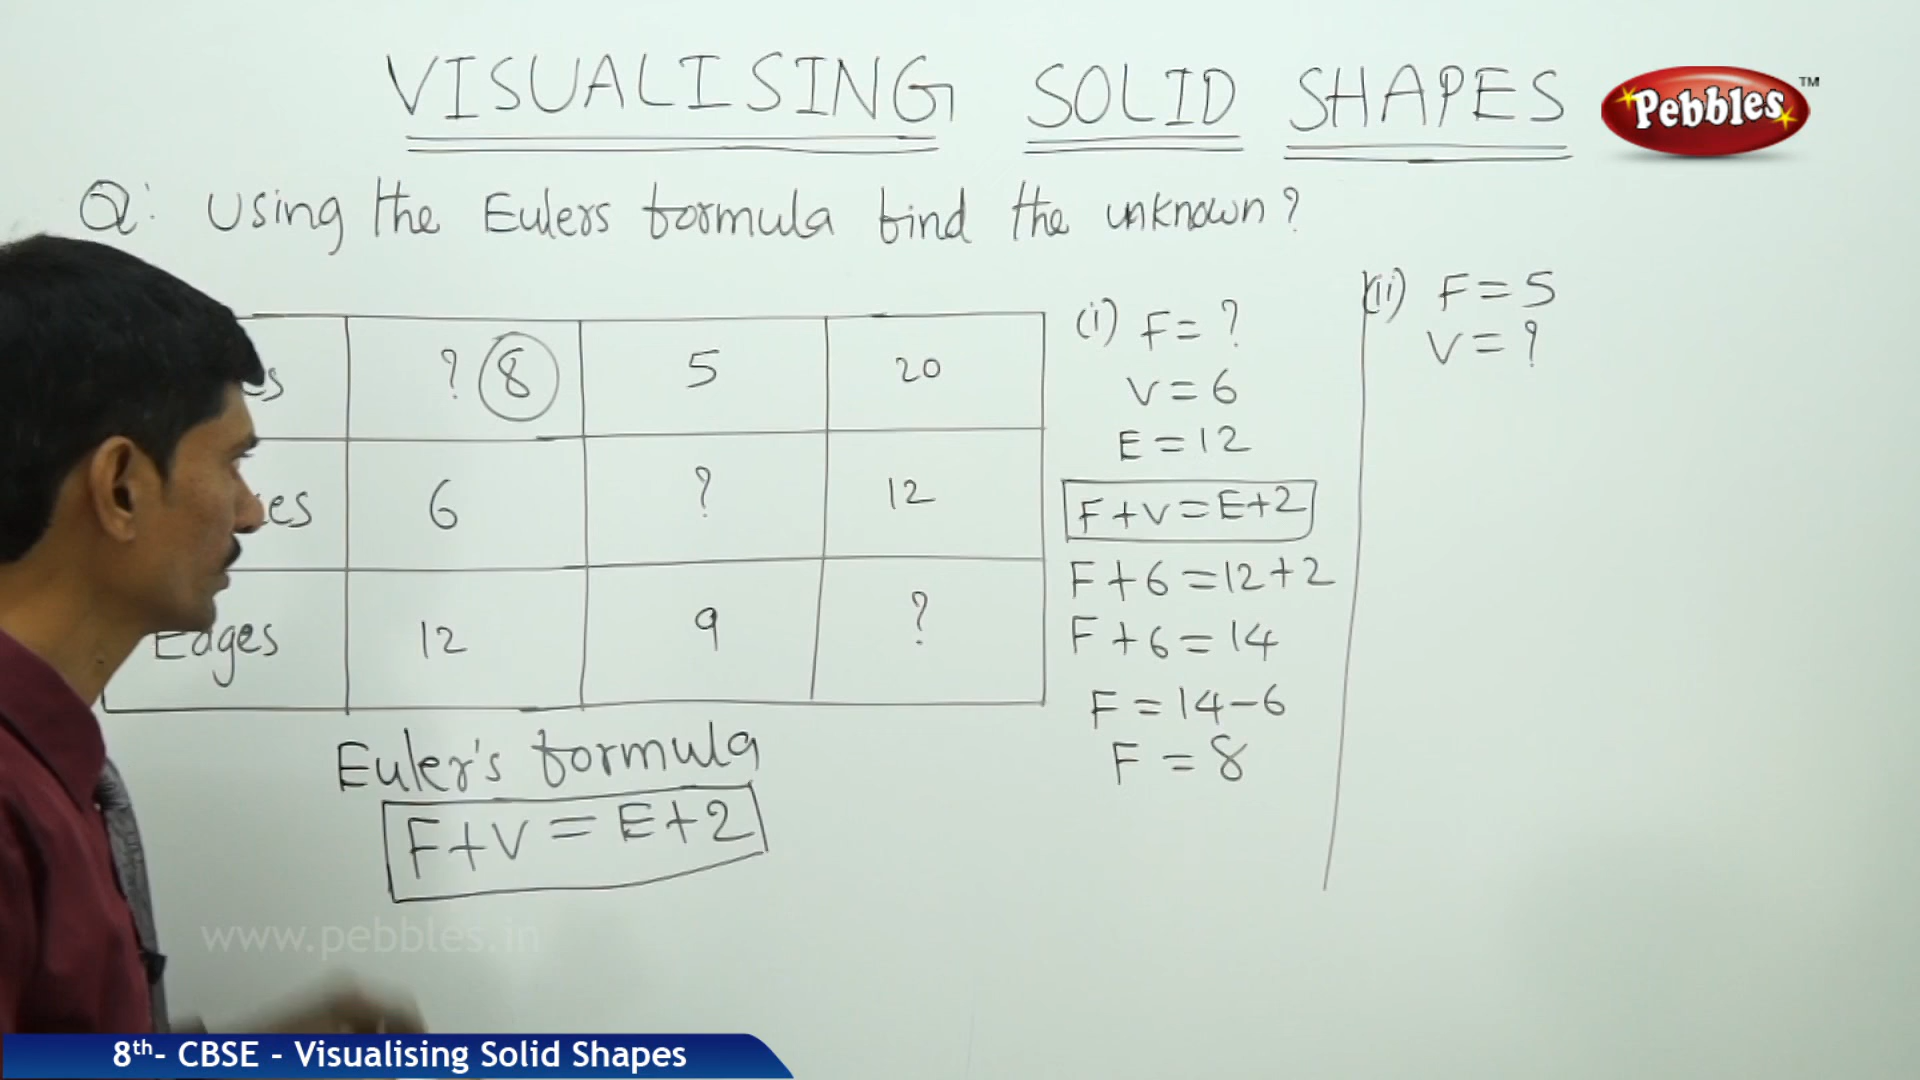 VISUALISING SOLID SHAPES
Pebbles TM
Q: Using the Eulers formula find the unknown?
? 8 5 20
6 ? 12
Edges 12 9 ?
Euler's formula
F+V=E+2
(i) F=?
V=6
E=12
F+V=E+2
F+6=12+2
F+6=14
F=14-6
F=8
(ii) F=5
V=?
www.pebbles.in
8th- CBSE - Visualising Solid Shapes